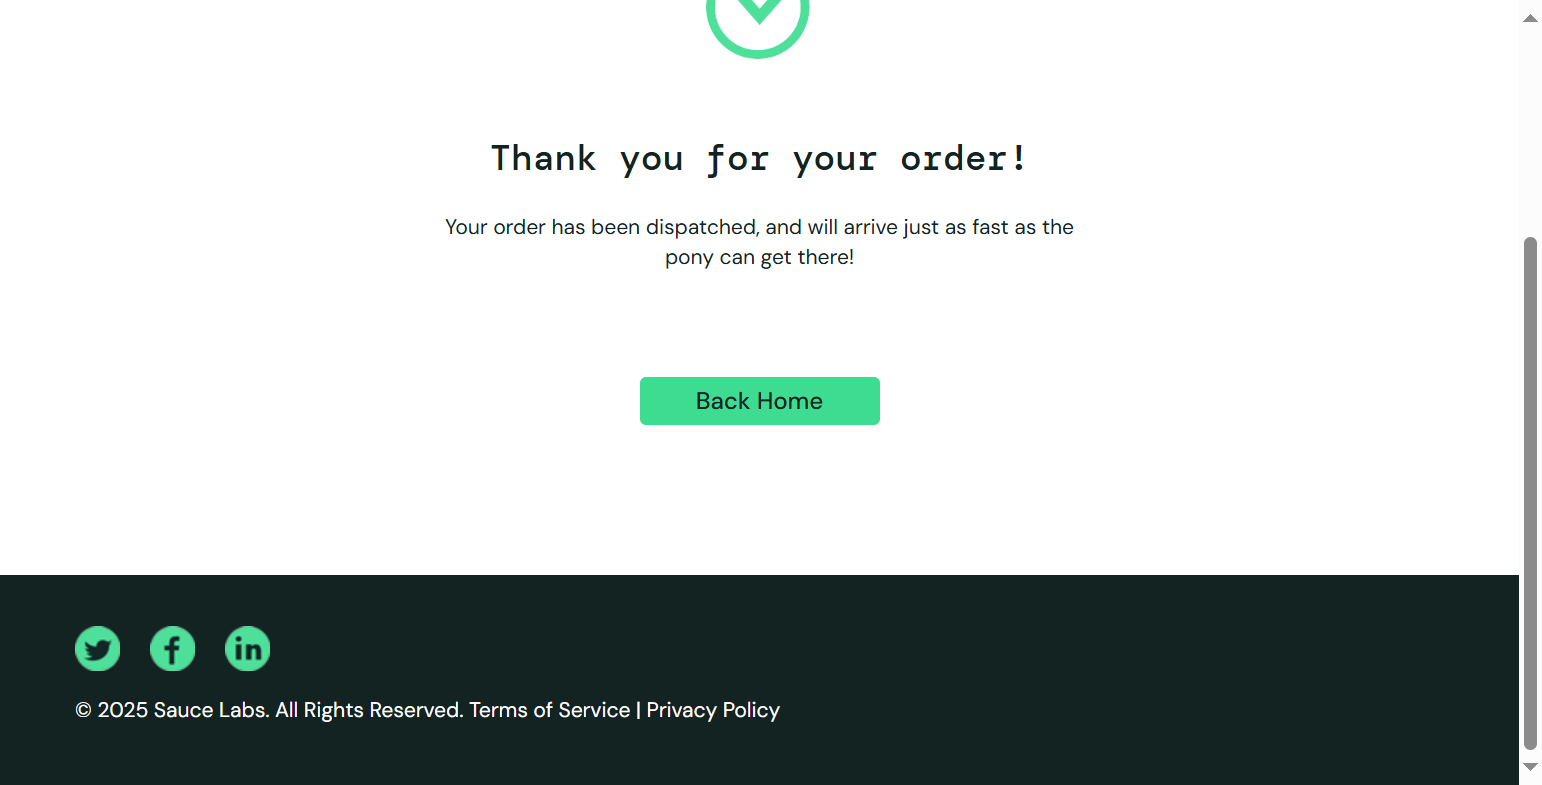 Thank you for your order!
Your order has been dispatched, and will arrive just as fast as the
pony can get there!
Back Home
© 2025 Sauce Labs. All Rights Reserved. Terms of Service | Privacy Policy